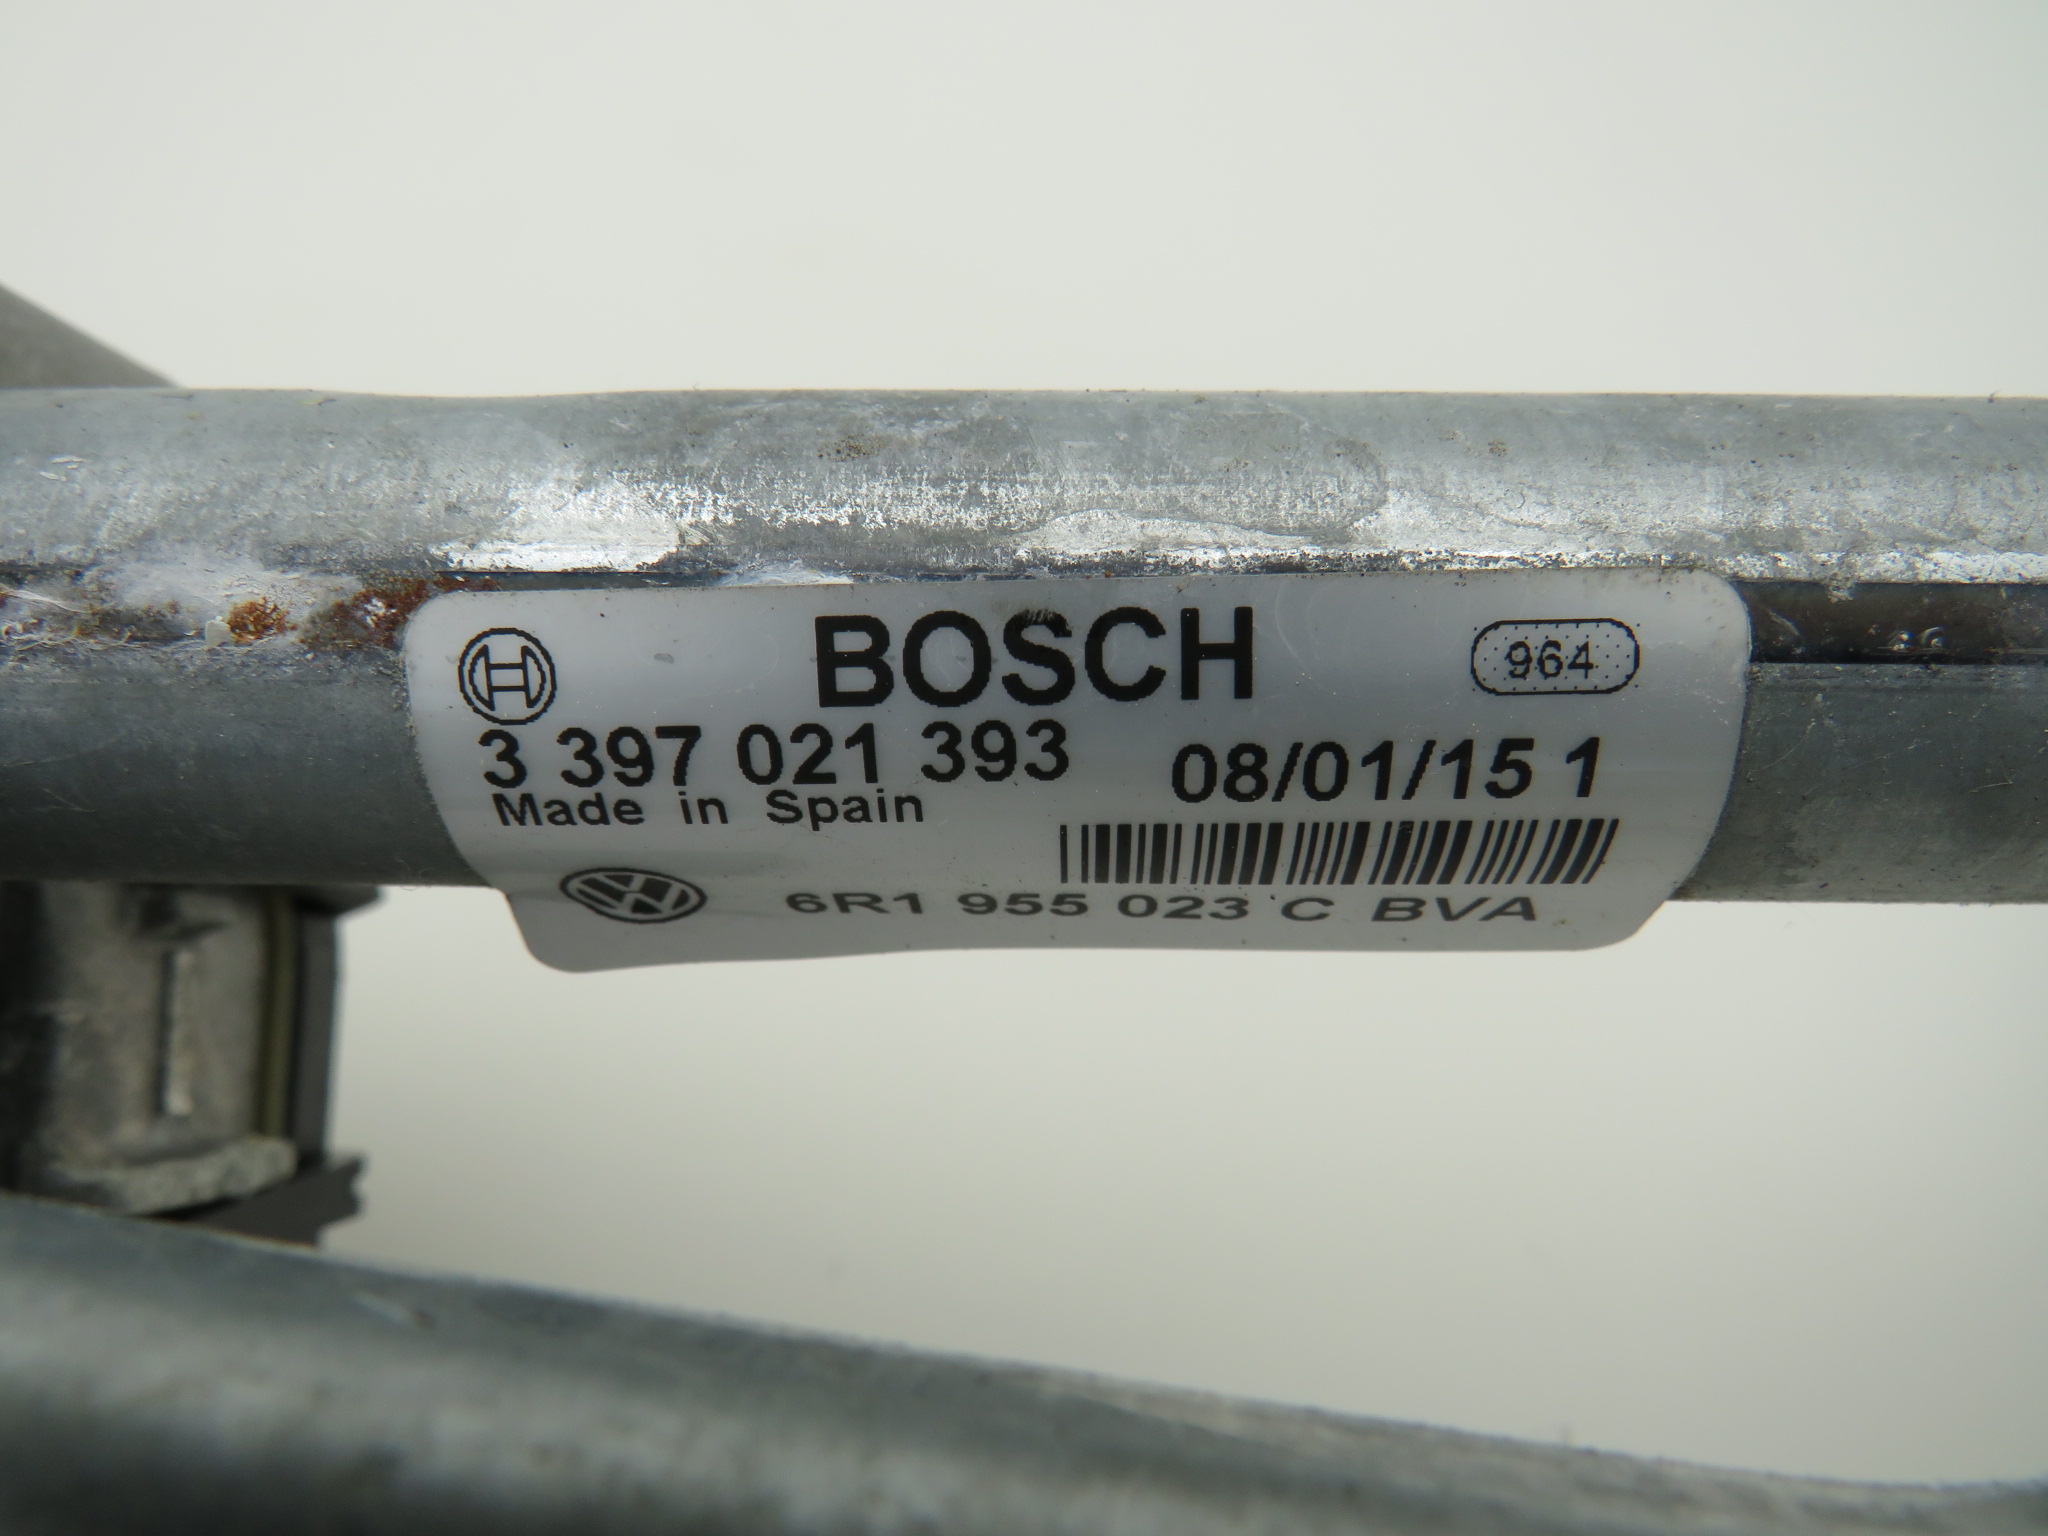 BOSCH 964
3 397 021 393 08/01/15 1
Made in Spain
6R1 955 023 C BVA